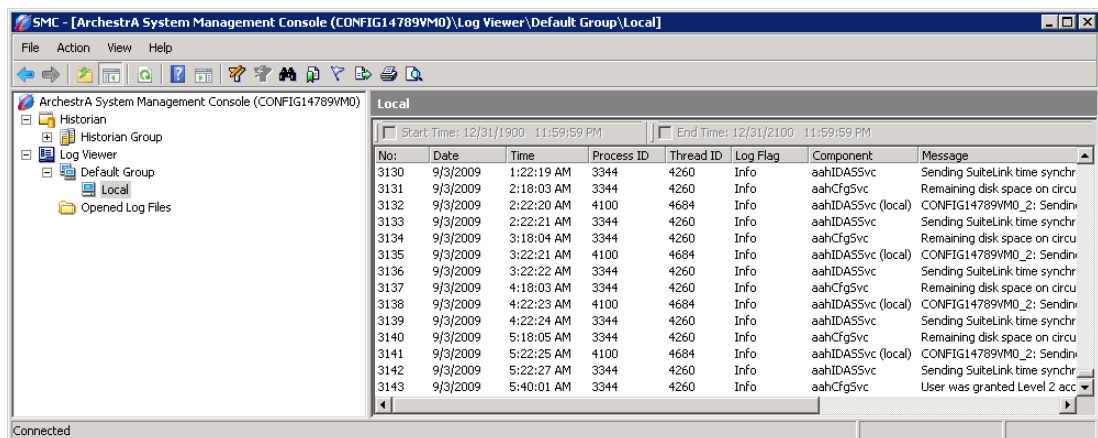 SMC - [ArchestrA System Management Console (CONFIG14789VM0)\Log Viewer\Default Group\Local]
File Action View Help
ArchestrA System Management Console (CONFIG14789VM0)
Historian
Historian Group
Log Viewer
Default Group
Local
Opened Log Files
Local
Start Time: 12/31/1900 11:59:59 PM End Time: 12/31/2100 11:59:59 PM
No: Date Time Process ID Thread ID Log Flag Component Message
3130 9/3/2009 1:22:19 AM 3344 4260 Info aahIDASSvc Sending SuiteLink time synchr
3131 9/3/2009 2:18:03 AM 3344 4260 Info aahCfgSvc Remaining disk space on circu
3132 9/3/2009 2:22:20 AM 4100 4684 Info aahIDASSvc (local) CONFIG14789VM0_2: Sendin
3133 9/3/2009 2:22:21 AM 3344 4260 Info aahIDASSvc Sending SuiteLink time synchr
3134 9/3/2009 3:18:04 AM 3344 4260 Info aahCfgSvc Remaining disk space on circu
3135 9/3/2009 3:22:21 AM 4100 4684 Info aahIDASSvc (local) CONFIG14789VM0_2: Sendin
3136 9/3/2009 3:22:22 AM 3344 4260 Info aahIDASSvc Sending SuiteLink time synchr
3137 9/3/2009 4:18:03 AM 3344 4260 Info aahCfgSvc Remaining disk space on circu
3138 9/3/2009 4:22:23 AM 4100 4684 Info aahIDASSvc (local) CONFIG14789VM0_2: Sendin
3139 9/3/2009 4:22:24 AM 3344 4260 Info aahIDASSvc Sending SuiteLink time synchr
3140 9/3/2009 5:18:05 AM 3344 4260 Info aahCfgSvc Remaining disk space on circu
3141 9/3/2009 5:22:25 AM 4100 4684 Info aahIDASSvc (local) CONFIG14789VM0_2: Sendin
3142 9/3/2009 5:22:27 AM 3344 4260 Info aahIDASSvc Sending SuiteLink time synchr
3143 9/3/2009 5:40:01 AM 3344 4260 Info aahCfgSvc User was granted Level 2 acc
Connected